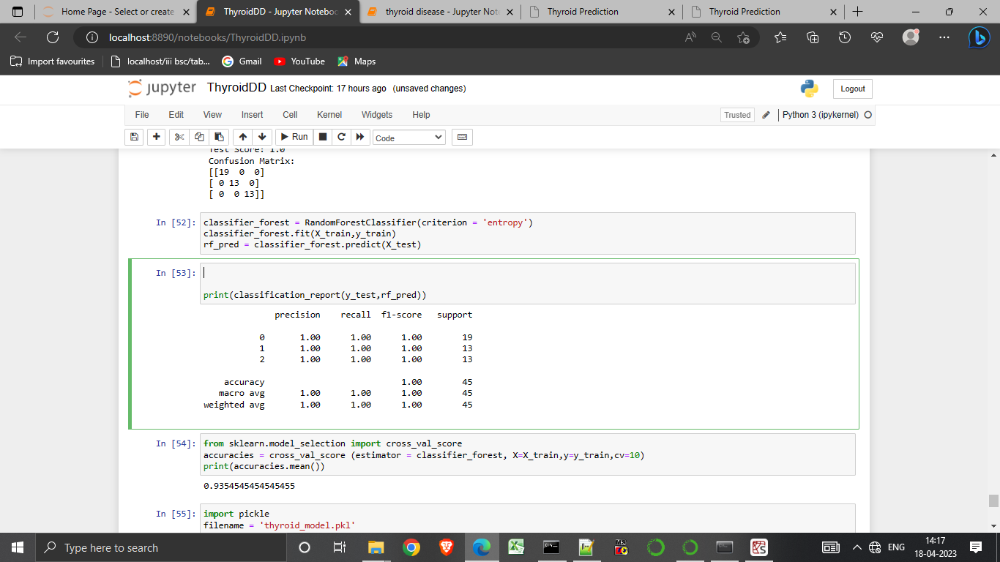 Home Page - Select or create
ThyroidDD - Jupyter Noteboo
thyroid disease - Jupyter Not
Thyroid Prediction
Thyroid Prediction
localhost:8890/notebooks/ThyroidDD.ipynb
Import favourites
localhost/iii bsc/tab...
Gmail
YouTube
Maps
jupyter ThyroidDD Last Checkpoint: 17 hours ago (unsaved changes)
Logout
File Edit View Insert Cell Kernel Widgets Help
Trusted
Python 3 (ipykernel)
Run
Code
Test Score: 1.0
Confusion Matrix:
[[19  0  0]
[ 0 13  0]
[ 0  0 13]]
In [52]: classifier_forest = RandomForestClassifier(criterion = 'entropy')
classifier_forest.fit(X_train,y_train)
rf_pred = classifier_forest.predict(X_test)
In [53]:
print(classification_report(y_test,rf_pred))
precision recall f1-score support
0 1.00 1.00 1.00 19
1 1.00 1.00 1.00 13
2 1.00 1.00 1.00 13
accuracy 1.00 45
macro avg 1.00 1.00 1.00 45
weighted avg 1.00 1.00 1.00 45
In [54]: from sklearn.model_selection import cross_val_score
accuracies = cross_val_score (estimator = classifier_forest, X=X_train,y=y_train,cv=10)
print(accuracies.mean())
0.9354545454545455
In [55]: import pickle
filename = 'thyroid_model.pkl'
Type here to search
ENG
14:17
18-04-2023